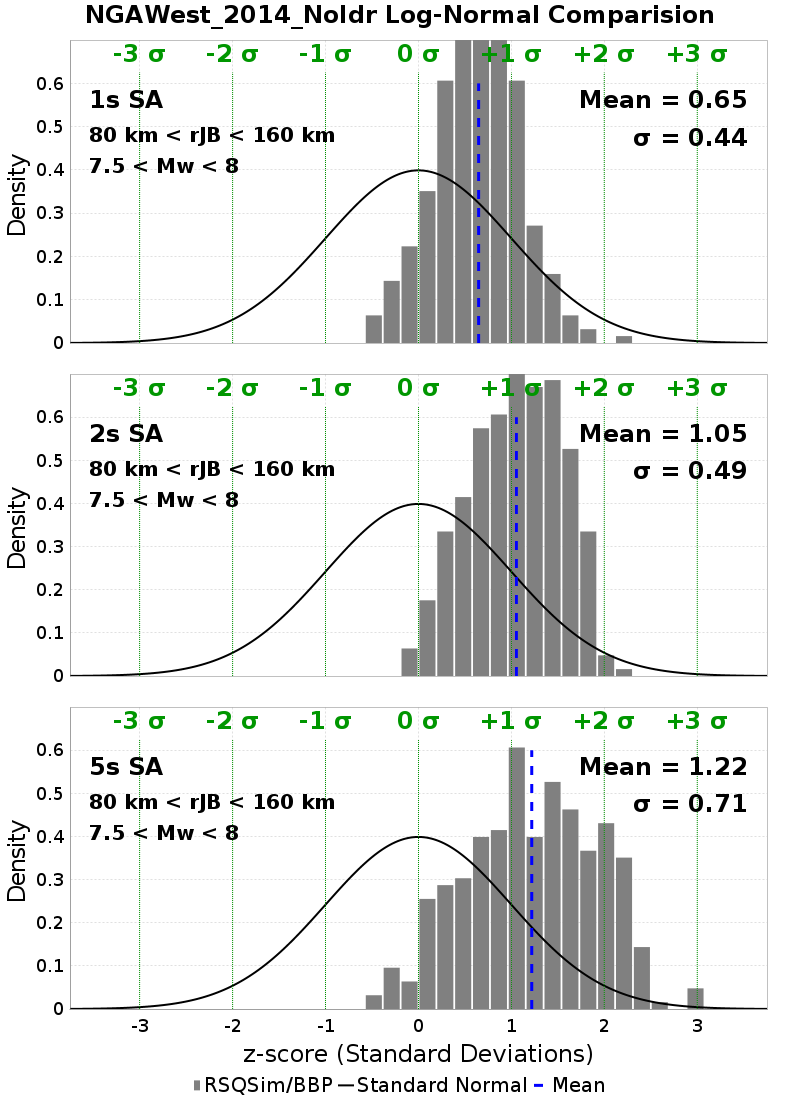 NGAWest_2014_NoIdr Log-Normal Comparision
-3 σ -2 σ -1 σ 0 σ +1 σ +2 σ +3 σ
1s SA
Mean = 0.65
80 km < rJB < 160 km
σ = 0.44
7.5 < Mw < 8
Density
0.6
0.5
0.4
0.3
0.2
0.1
0
-3 σ -2 σ -1 σ 0 σ +1 σ +2 σ +3 σ
2s SA
Mean = 1.05
80 km < rJB < 160 km
σ = 0.49
7.5 < Mw < 8
Density
0.6
0.5
0.4
0.3
0.2
0.1
0
-3 σ -2 σ -1 σ 0 σ +1 σ +2 σ +3 σ
5s SA
Mean = 1.22
80 km < rJB < 160 km
σ = 0.71
7.5 < Mw < 8
Density
0.6
0.5
0.4
0.3
0.2
0.1
0
-3 -2 -1 0 1 2 3
z-score (Standard Deviations)
RSQSim/BBP Standard Normal Mean